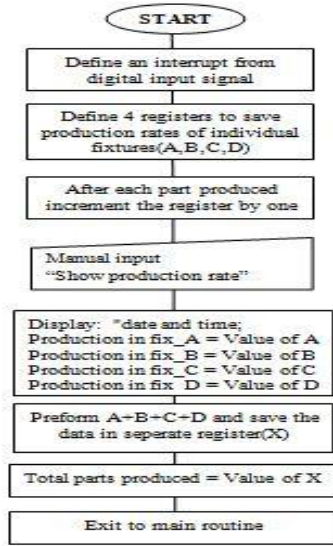 START
Define an interrupt from
digital input signal
Define 4 registers to save
production rates of individual
fixtures(A,B,C,D)
After each part produced
increment the register by one
Manual input
“Show production rate”
Display: "date and time;
Production in fix_A = Value of A
Production in fix_B = Value of B
Production in fix_C = Value of C
Production in fix_D = Value of D
Preform A+B+C+D and save the
data in seperate register(X)
Total parts produced = Value of X
Exit to main routine